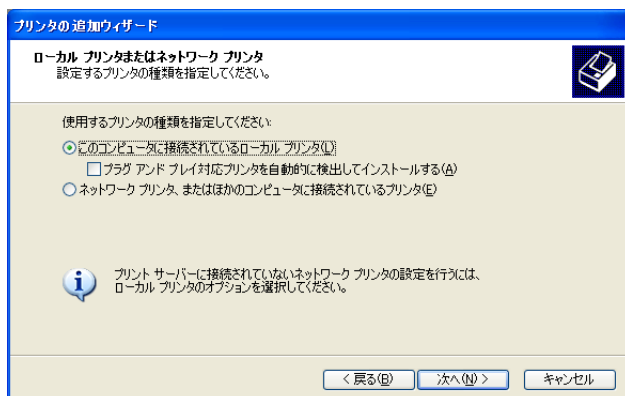 プリンタの追加ウィザード
ローカル プリンタまたはネットワーク プリンタ
設定するプリンタの種類を指定してください。
使用するプリンタの種類を指定してください:
このコンピュータに接続されているローカル プリンタ(L)
プラグ アンド プレイ対応プリンタを自動的に検出してインストールする(A)
ネットワーク プリンタ、またはほかのコンピュータに接続されているプリンタ(E)
プリント サーバーに接続されていないネットワーク プリンタの設定を行うには、
ローカル プリンタのオプションを選択してください。
< 戻る(B) 次へ(N) > キャンセル